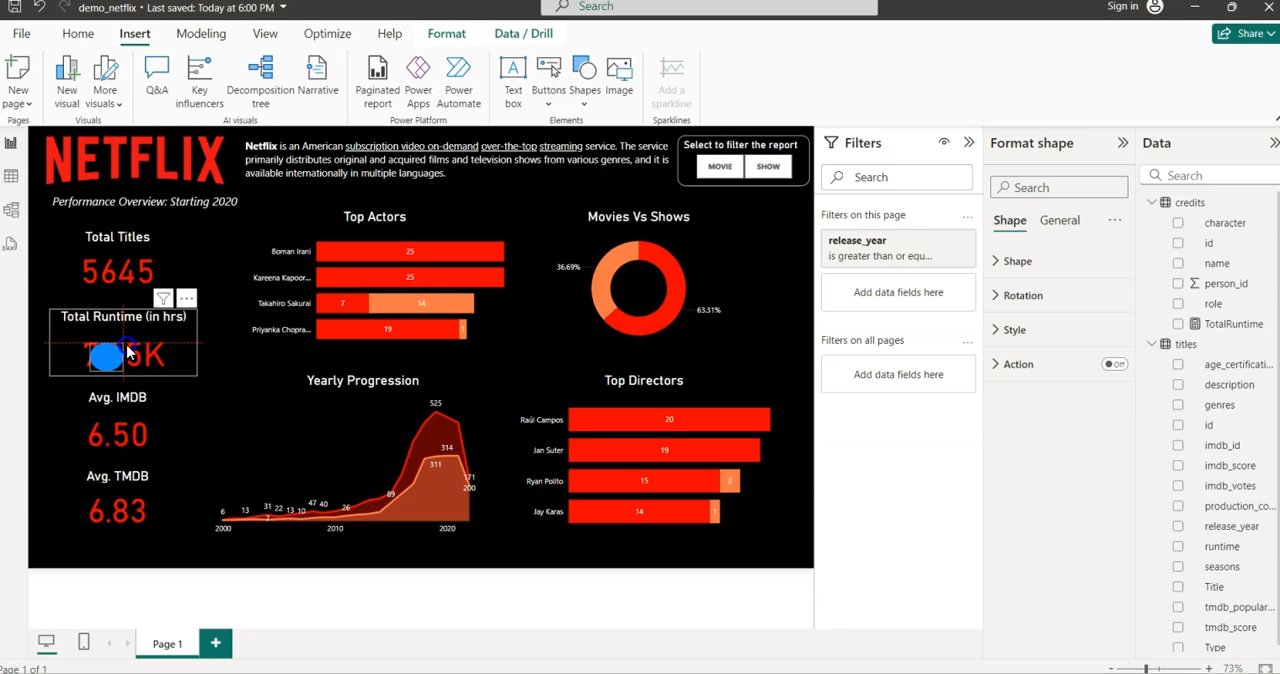 demo_netflix • Last saved: Today at 6:00 PM
Search
Sign in
File Home Insert Modeling View Optimize Help Format Data / Drill
Share
New page
New visual
More visuals
Q&A
Key influencers
Decomposition tree
Narrative
Paginated report
Power Apps
Power Automate
Text box
Buttons
Shapes
Image
Add a sparkline
Pages
Visuals
AI visuals
Power Platform
Elements
Sparklines
NETFLIX
Performance Overview: Starting 2020
Netflix is an American subscription video on-demand over-the-top streaming service. The service
primarily distributes original and acquired films and television shows from various genres, and it is
available internationally in multiple languages.
Select to filter the report
MOVIE SHOW
Total Titles
5645
Total Runtime (in hrs)
Avg. IMDB
6.50
Avg. TMDB
6.83
Top Actors
Boman Irani 25
Kareena Kapoor... 25
Takahiro Sakurai 7 14
Priyanka Chopra... 19 1
Movies Vs Shows
36.69%
63.31%
Yearly Progression
525
314
311
171
200
89
6 13 31 7 22 13 10 47 40 26
2000 2010 2020
Top Directors
Raúl Campos 20
Jan Suter 19
Ryan Polito 15 2
Jay Karas 14 1
Page 1
Page 1 of 1
Filters
Search
Filters on this page
release_year
is greater than or equ...
Add data fields here
Filters on all pages
Add data fields here
Format shape
Search
Shape General
Shape
Rotation
Style
Action Off
Data
Search
credits
character
id
name
person_id
role
TotalRuntime
titles
age_certificati...
description
genres
id
imdb_id
imdb_score
imdb_votes
production_co...
release_year
runtime
seasons
Title
tmdb_popular...
tmdb_score
Type
73%